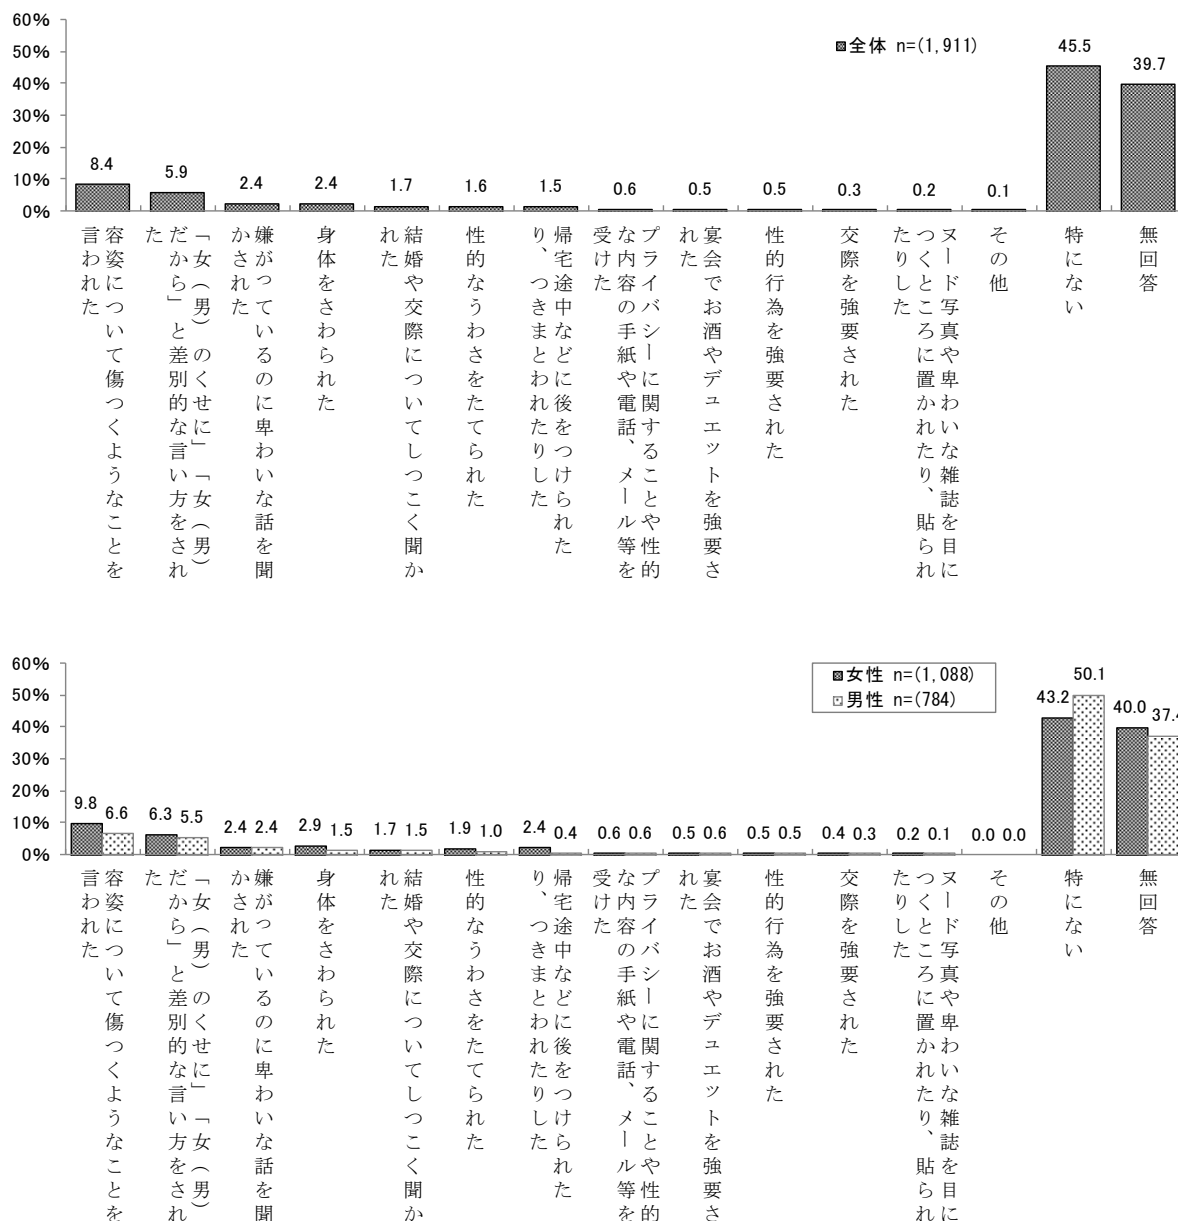 60%
50%
40%
30%
20%
10%
0%
全体 n=(1,911)
8.4
5.9
2.4
2.4
1.7
1.6
1.5
0.6
0.5
0.5
0.3
0.2
0.1
45.5
39.7
容姿について傷つくようなことを
言われた
「女(男)のくせに」「女(男)
だから」と差別的な言い方をされ
た
嫌がっているのに卑わいな話を聞
かされた
身体をさわられた
結婚や交際についてしつこく聞か
れた
性的なうわさをたてられた
帰宅途中などに後をつけられた
り、つきまとわれたりした
プライバシーに関することや性的
な内容の手紙や電話、メール等を
受けた
宴会でお酒やデュエットを強要さ
れた
性的行為を強要された
交際を強要された
ヌード写真や卑わいな雑誌を目に
つくところに置かれたり、貼られ
たりした
その他
特にない
無回答
60%
50%
40%
30%
20%
10%
0%
女性 n=(1,088)
男性 n=(784)
9.8 6.6
6.3 5.5
2.4 2.4
2.9 1.5
1.7 1.5
1.9 1.0
2.4 0.4
0.6 0.6
0.5 0.6
0.5 0.5
0.4 0.3
0.2 0.1
0.0 0.0
43.2 50.1
40.0 37.4
容姿について傷つくようなことを
言われた
「女(男)のくせに」「女(男)
だから」と差別的な言い方をされ
た
嫌がっているのに卑わいな話を聞
かされた
身体をさわられた
結婚や交際についてしつこく聞か
れた
性的なうわさをたてられた
帰宅途中などに後をつけられた
り、つきまとわれたりした
プライバシーに関することや性的
な内容の手紙や電話、メール等を
受けた
宴会でお酒やデュエットを強要さ
れた
性的行為を強要された
交際を強要された
ヌード写真や卑わいな雑誌を目に
つくところに置かれたり、貼られ
たりした
その他
特にない
無回答